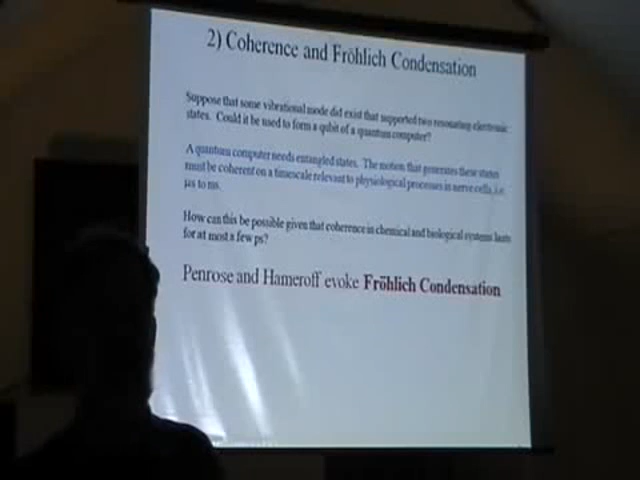 2) Coherence and Fröhlich Condensation
Suppose that some vibrational mode did exist that supported two resonating electronic
states. Could it be used to form a qubit of a quantum computer?
A quantum computer needs entangled states. The motion that generates these states
must be coherent on a timescale relevant to physiological processes in nerve cells, i.e.
μs to ms.
How can this be possible given that coherence in chemical and biological systems lasts
for at most a few ps?
Penrose and Hameroff evoke Fröhlich Condensation